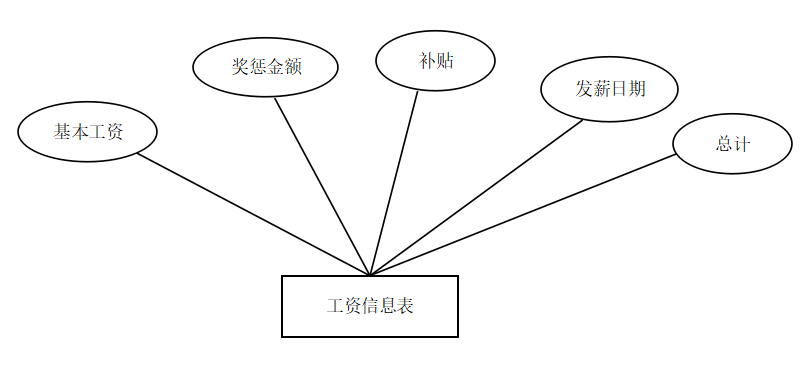 基本工资
奖惩金额
补贴
发薪日期
总计
工资信息表